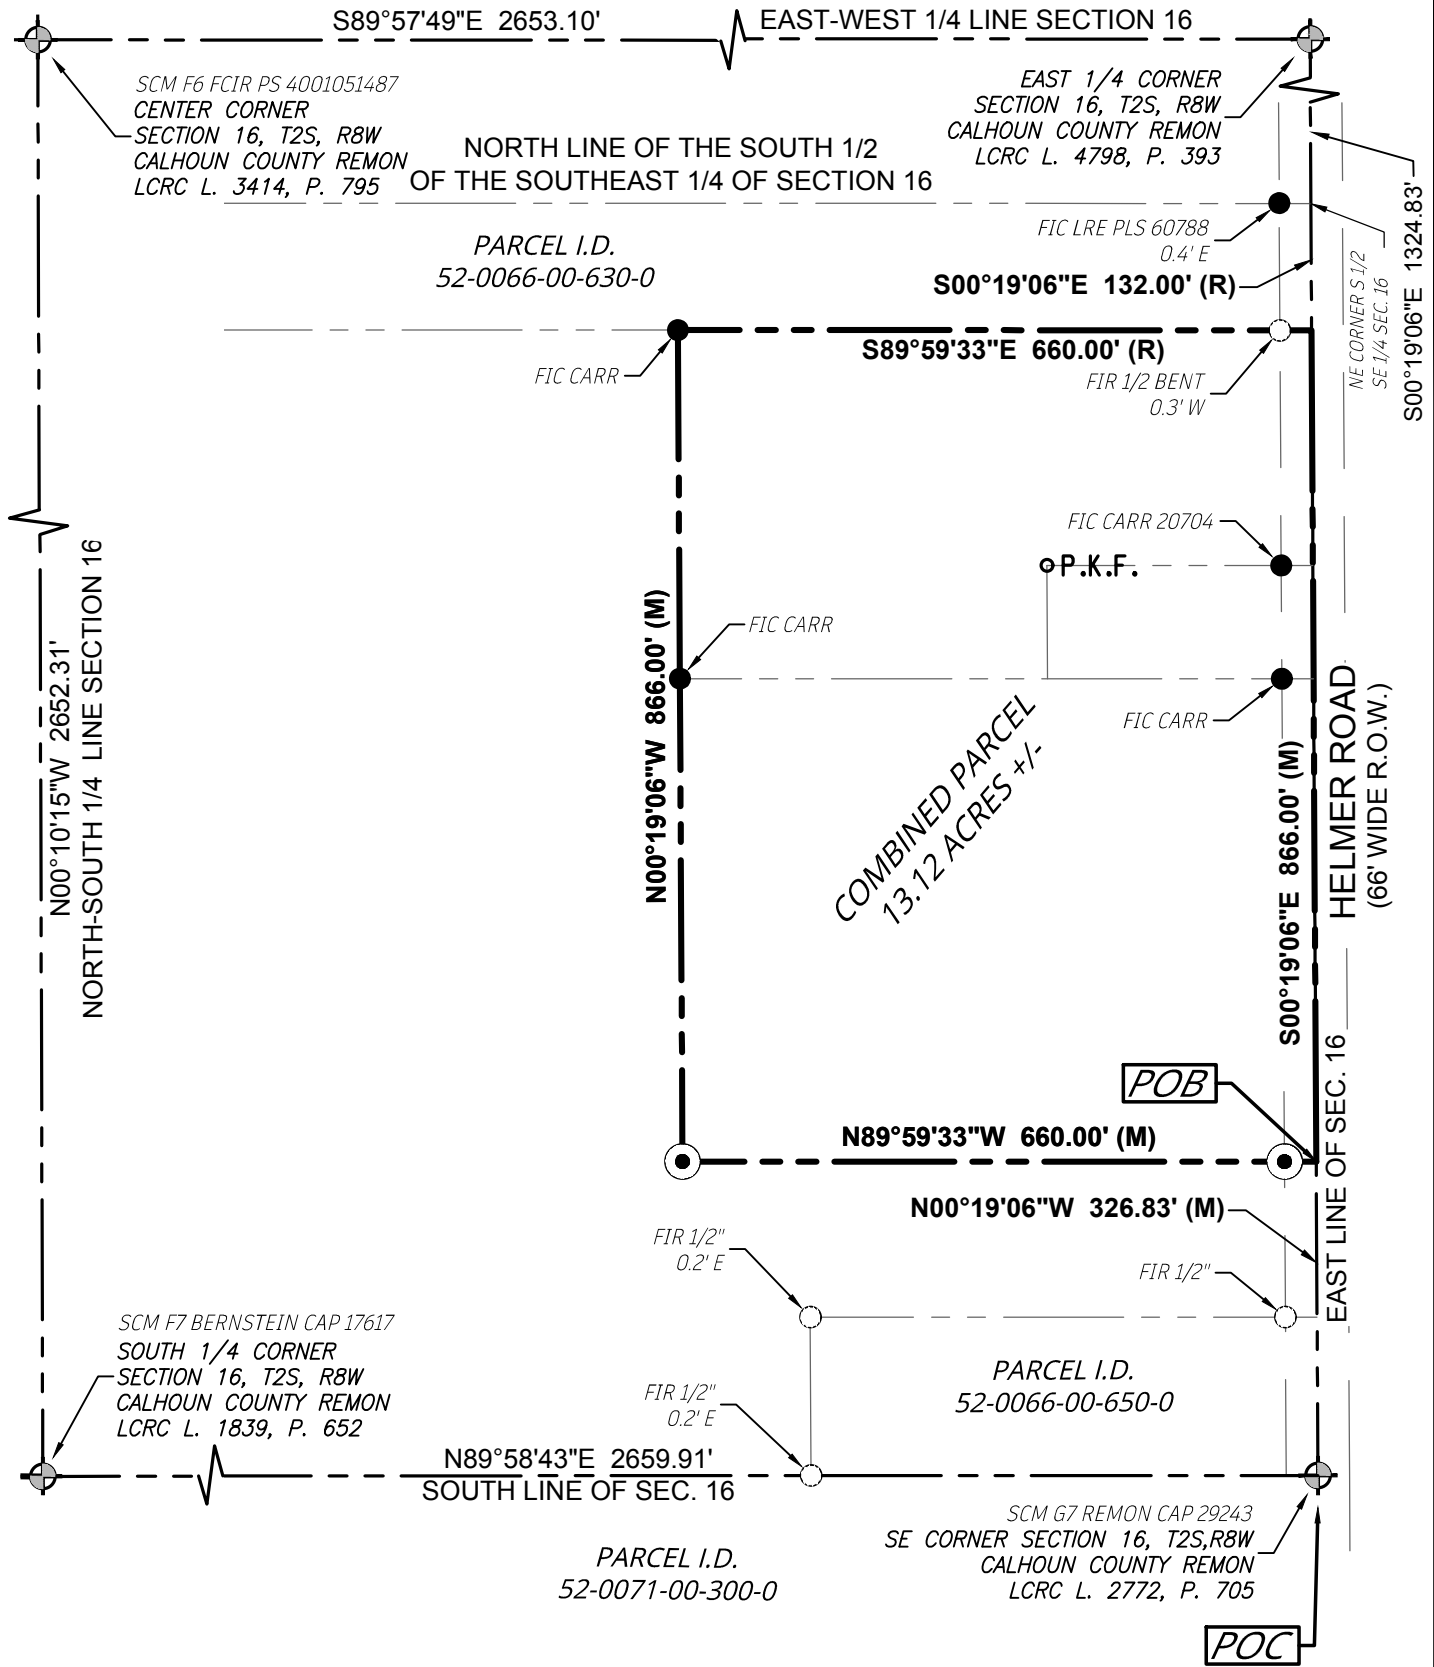 S89°57'49"E 2653.10'
EAST-WEST 1/4 LINE SECTION 16
SCM F6 FCIR PS 4001051487
CENTER CORNER
SECTION 16, T2S, R8W
CALHOUN COUNTY REMON
LCRC L. 3414, P. 795
EAST 1/4 CORNER
SECTION 16, T2S, R8W
CALHOUN COUNTY REMON
LCRC L. 4798, P. 393
NORTH LINE OF THE SOUTH 1/2
OF THE SOUTHEAST 1/4 OF SECTION 16
S00°19'06"E 1324.83'
FIC LRE PLS 60788
0.4' E
PARCEL I.D.
52-0066-00-630-0
S00°19'06"E 132.00' (R)
NE CORNER S 1/2
SE 1/4 SEC. 16
S89°59'33"E 660.00' (R)
FIC CARR
FIR 1/2 BENT
0.3' W
FIC CARR 20704
P.K.F.
N00°10'15"W 2652.31'
NORTH-SOUTH 1/4 LINE SECTION 16
N00°19'06"W 866.00' (M)
FIC CARR
FIC CARR
COMBINED PARCEL
13.12 ACRES +/-
S00°19'06"E 866.00' (M)
HELMER ROAD
(66' WIDE R.O.W.)
POB
EAST LINE OF SEC. 16
N89°59'33"W 660.00' (M)
N00°19'06"W 326.83' (M)
FIR 1/2"
0.2' E
FIR 1/2"
SCM F7 BERNSTEIN CAP 17617
SOUTH 1/4 CORNER
SECTION 16, T2S, R8W
CALHOUN COUNTY REMON
LCRC L. 1839, P. 652
PARCEL I.D.
52-0066-00-650-0
FIR 1/2"
0.2' E
N89°58'43"E 2659.91'
SOUTH LINE OF SEC. 16
SCM G7 REMON CAP 29243
SE CORNER SECTION 16, T2S,R8W
CALHOUN COUNTY REMON
LCRC L. 2772, P. 705
PARCEL I.D.
52-0071-00-300-0
POC